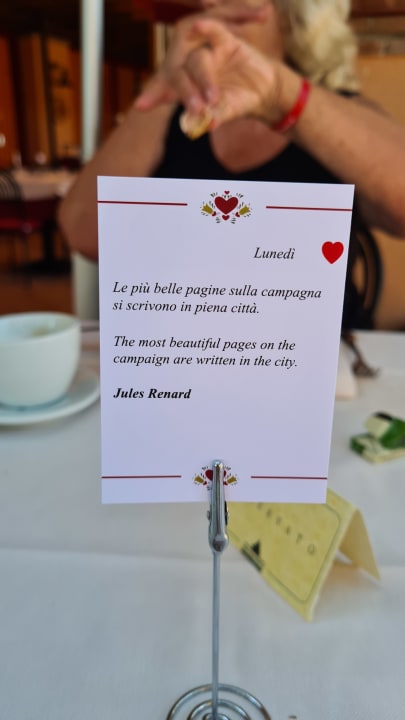 Lunedì
Le più belle pagine sulla campagna
si scrivono in piena città.
The most beautiful pages on the
campaign are written in the city.
Jules Renard